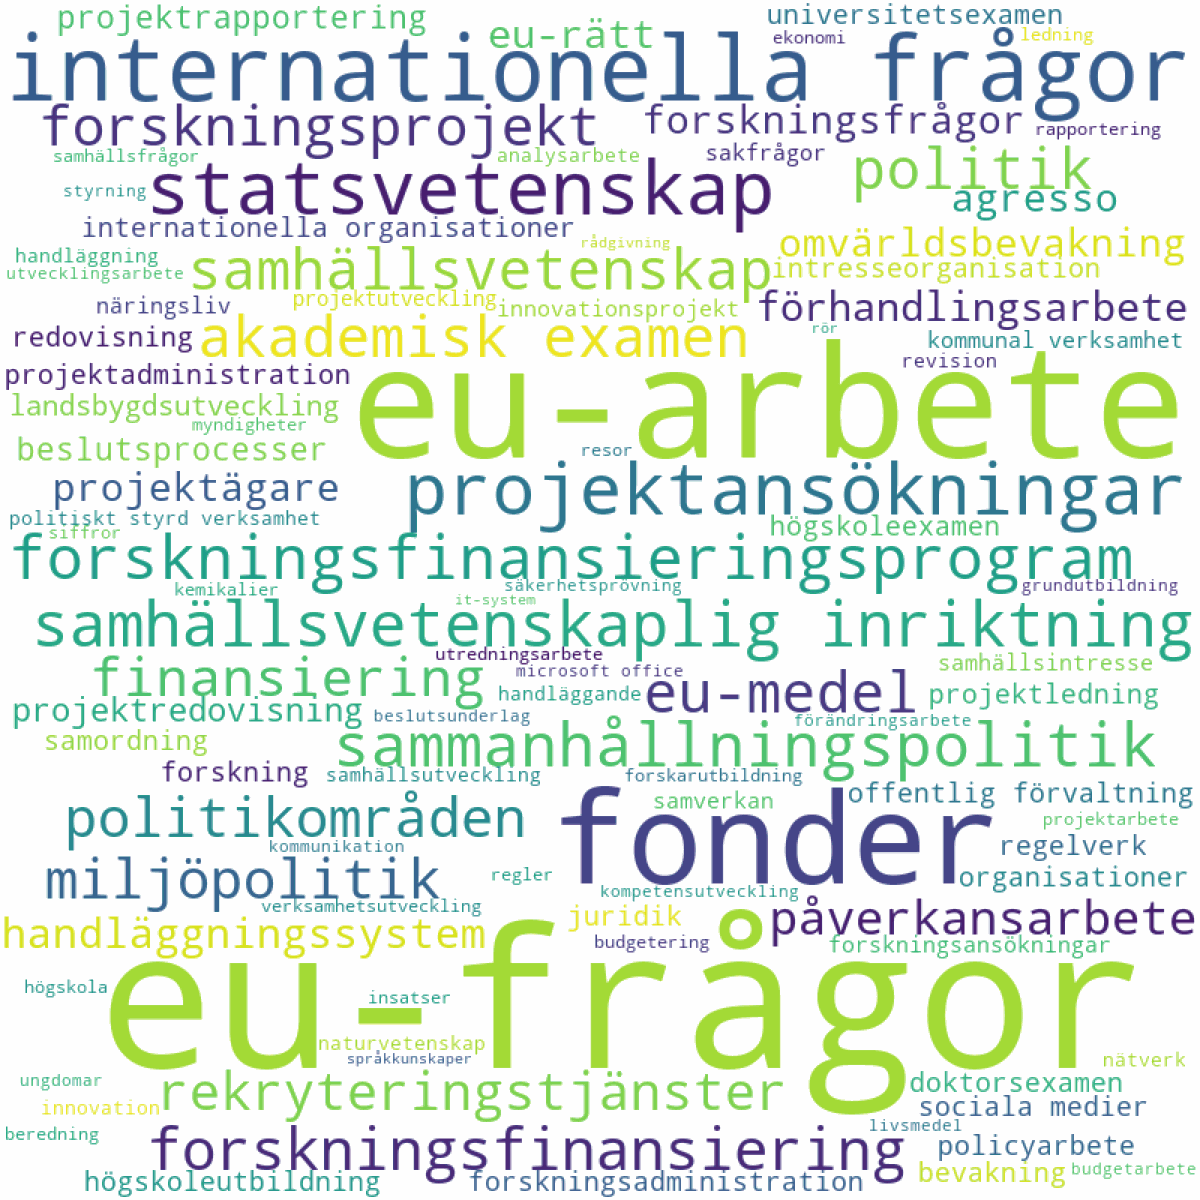 projektrapportering
universitetsexamen
eu-rätt
ekonomi
ledning
internationella frågor
forskningsprojekt
forskningsfrågor
rapportering
samhällsfrågor
analysarbete
sakfrågor
politik
styrning
statsvetenskap
agresso
internationella organisationer
rådgivning
omvärldsbevakning
handläggning
utvecklingsarbete
samhällsvetenskap
intresseorganisation
näringsliv
projektutveckling
innovationsprojekt
förhandlingsarbete
redovisning
akademisk examen
rör
kommunal verksamhet
revision
projektadministration
eu-arbete
landsbygdsutveckling
myndigheter
beslutsprocesser
resor
projektägare
projektansökningar
politiskt styrd verksamhet
siffror
högskoleexamen
forskningsfinansieringsprogram
kemikalier
säkerhetsprövning
grundutbildning
it-system
samhällsvetenskaplig inriktning
utredningsarbete
finansiering
microsoft office
samhällsintresse
handläggande
eu-medel
projektledning
projektredovisning
beslutsunderlag
förändringsarbete
samordning
sammanhållningspolitik
forskning
samhällsutveckling
forskarutbildning
politikområden
fonder
samverkan
offentlig förvaltning
projektarbete
kommunikation
regelverk
miljöpolitik
regler
organisationer
kompetensutveckling
verksamhetsutveckling
handläggningssystem
juridik
påverkansarbete
budgetering
forskningsansökningar
eu-frågor
högskola
insatser
naturvetenskap
språkkunskaper
nätverk
ungdomar
rekryteringstjänster
doktorsexamen
innovation
sociala medier
beredning
livsmedel
forskningsfinansiering
policyarbete
bevakning
budgetarbete
högskoleutbildning
forskningsadministration